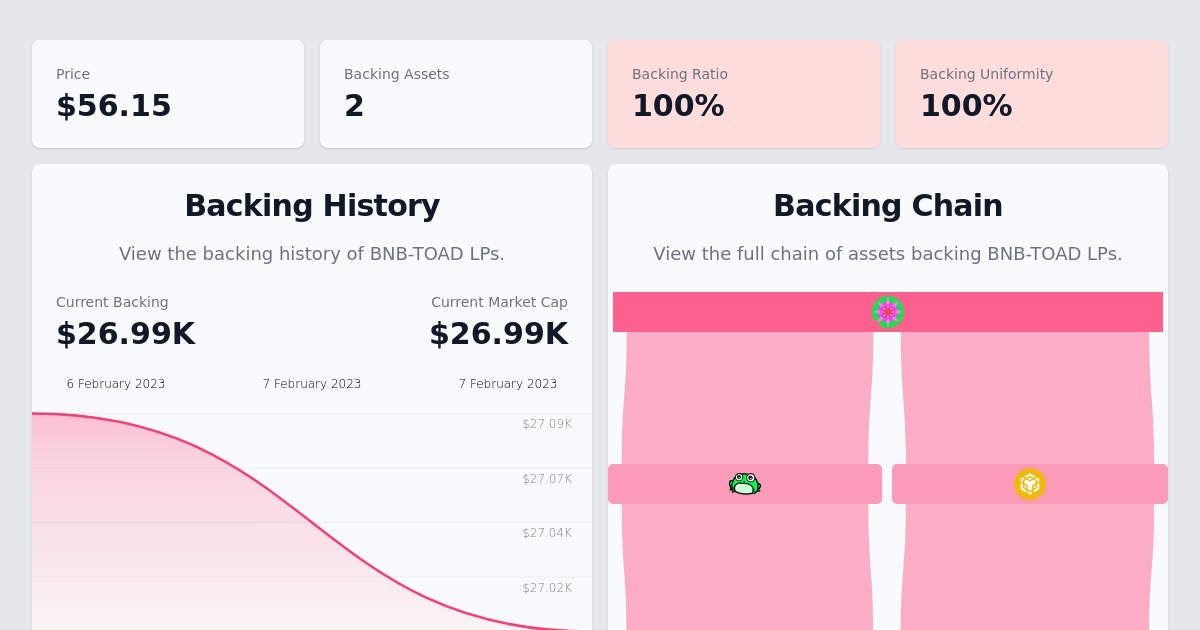 Price
$56.15
Backing Assets
2
Backing Ratio
100%
Backing Uniformity
100%
Backing History
View the backing history of BNB-TOAD LPs.
Current Backing
$26.99K
Current Market Cap
$26.99K
6 February 2023
7 February 2023
7 February 2023
$27.09K
$27.07K
$27.04K
$27.02K
Backing Chain
View the full chain of assets backing BNB-TOAD LPs.